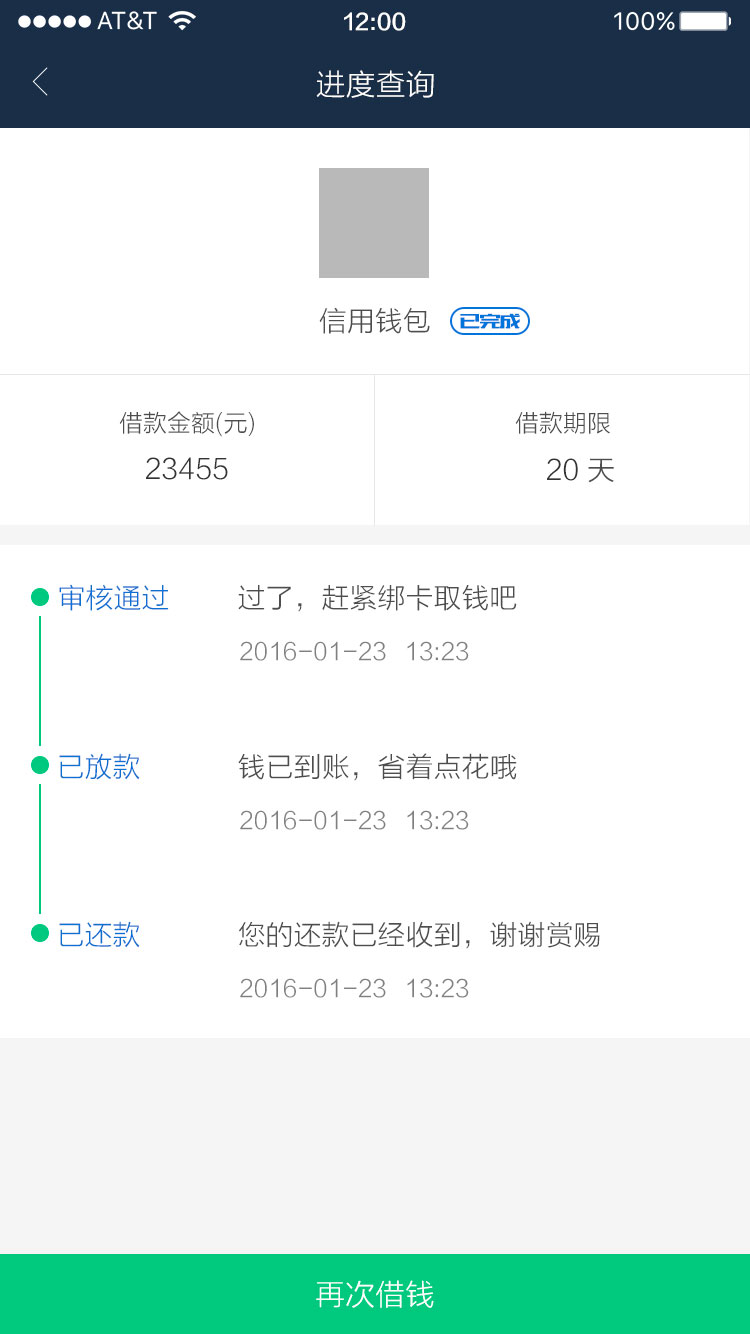 AT&T 12:00 100%
进度查询
信用钱包 已完成
借款金额(元) 借款期限
23455 20 天
审核通过 过了，赶紧绑卡取钱吧
2016-01-23 13:23
已放款 钱已到账，省着点花哦
2016-01-23 13:23
已还款 您的还款已经收到，谢谢赏赐
2016-01-23 13:23
再次借钱